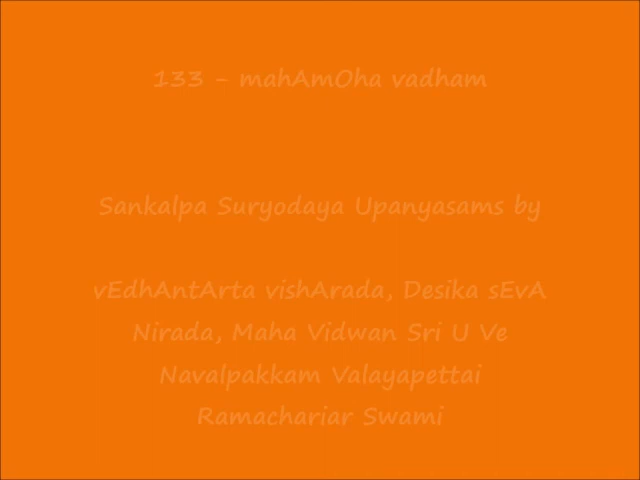 133 - mahAmOha vadham
Sankalpa Suryodaya Upanyasams by
vEdhAntArta vishArada, Desika sEvA
Nirada, Maha Vidwan Sri U Ve
Navalpakkam Valayapettai
Ramachariar Swami